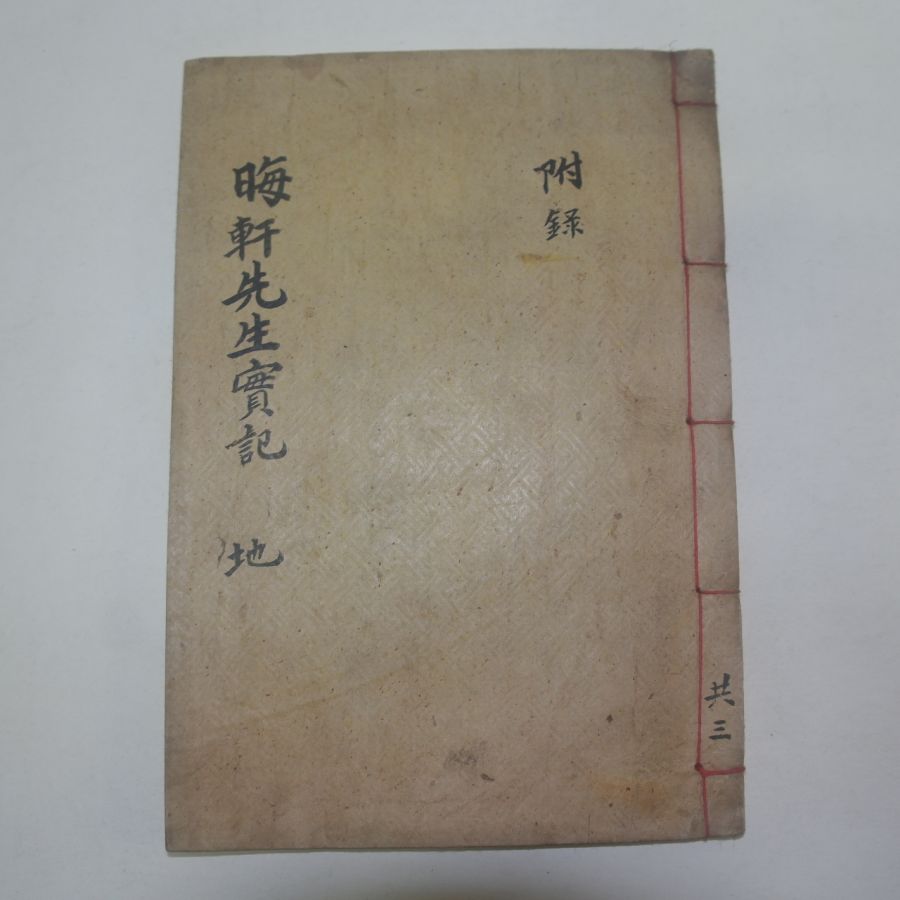 附錄
晦軒先生實記 地
共三